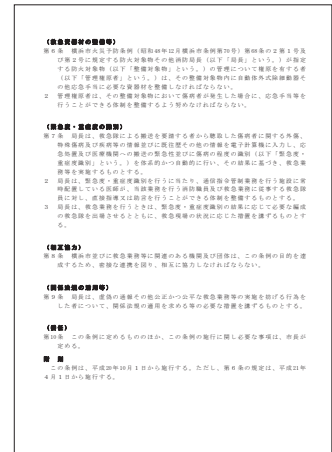 (救急資器材の整備等)
第6条 横浜市火災予防条例(昭和48年12月横浜市条例第70号)第68条の2第1号及
び第2号に規定する防火対象物その他消防局長(以下「局長」という。)が指定
する防火対象物(以下「整備対象物」という。)の管理について権原を有する者
(以下「管理権原者」という。)は、その整備対象物内に自動体外式除細動器そ
の他応急手当に必要な資器材を整備しなければならない。
2 管理権原者は、その整備対象物において傷病者が発生した場合に、応急手当等を
行うことができる体制を整備するよう努めなければならない。
(緊急度・重症度の識別)
第7条 局長は、救急隊による搬送を要請する者から聴取した傷病者に関する外傷、
特殊傷病及び疾病等の情報並びに既往歴その他の情報を電子計算機に入力し、応
急処置及び医療機関への搬送の緊急性並びに傷病の程度の識別(以下「緊急度・
重症度識別」という。)を体系的かつ自動的に行い、その結果に基づき、救急業
務等を実施するものとする。
2 局長は、緊急度・重症度識別を行うに当たり、通信指令管制業務を行う施設に常
時配置している医師が、当該業務を行う消防職員及び救急業務に従事する救急隊
員に対し、直接指導又は助言を行うことができる体制を整備するものとする。
3 局長は、救急業務を行うときは、緊急度・重症度識別の結果に応じて必要な編成
の救急隊を出場させるとともに、救急現場の状況に応じた措置を講ずるものとす
る。
(相互協力)
第8条 横浜市並びに救急業務等に関連のある機関及び団体は、この条例の目的を達
成するため、密接な連携を図り、相互に協力しなければならない。
(関係法規の適用等)
第9条 局長は、虚偽の通報その他公正かつ公平な救急業務等の実施を妨げる行為を
した者について、関係法規の適用を求める等の必要な措置を講ずるものとする。
(委任)
第10条 この条例に定めるもののほか、この条例の施行に関し必要な事項は、市長が
定める。
附 則
この条例は、平成20年10月1日から施行する。ただし、第6条の規定は、平成21年
4月1日から施行する。